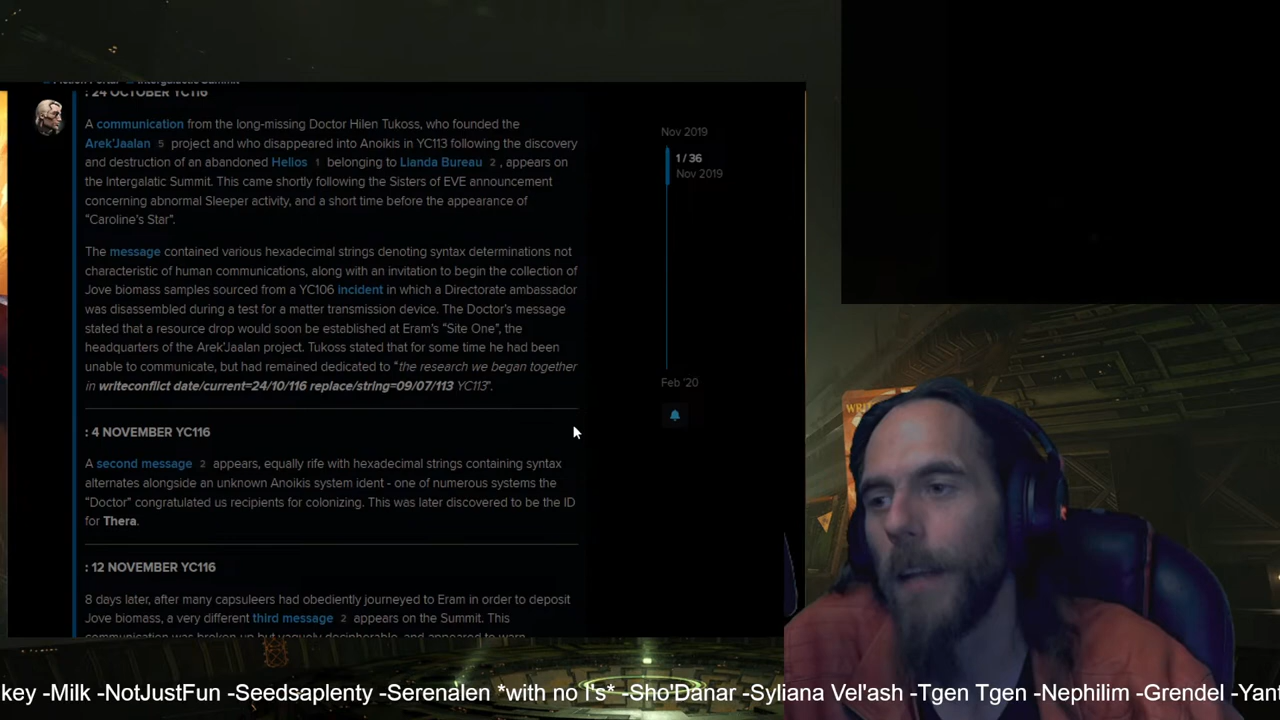 : 24 OCTOBER YC116
A communication from the long-missing Doctor Hilen Tukoss, who founded the
Arek'Jaalan 5 project and who disappeared into Anoikis in YC113 following the discovery
and destruction of an abandoned Helios 1 belonging to Lianda Bureau 2 , appears on
the Intergalatic Summit. This came shortly following the Sisters of EVE announcement
concerning abnormal Sleeper activity, and a short time before the appearance of
“Caroline's Star”.
The message contained various hexadecimal strings denoting syntax determinations not
characteristic of human communications, along with an invitation to begin the collection of
Jove biomass samples sourced from a YC106 incident in which a Directorate ambassador
was disassembled during a test for a matter transmission device. The Doctor's message
stated that a resource drop would soon be established at Eram's “Site One”, the
headquarters of the Arek'Jaalan project. Tukoss stated that for some time he had been
unable to communicate, but had remained dedicated to “the research we began together
in writeconflict date/current=24/10/116 replace/string=09/07/113 YC113”.
: 4 NOVEMBER YC116
A second message 2 appears, equally rife with hexadecimal strings containing syntax
alternates alongside an unknown Anoikis system ident - one of numerous systems the
“Doctor” congratulated us recipients for colonizing. This was later discovered to be the ID
for Thera.
: 12 NOVEMBER YC116
8 days later, after many capsuleers had obediently journeyed to Eram in order to deposit
Jove biomass, a very different third message 2 appears on the Summit. This
communication was broken up but vaguely decipherable, and appeared to warn
Nov 2019
1 / 36
Nov 2019
Feb '20
key -Milk -NotJustFun -Seedsaplenty -Serenalen *with no I's* -Sho'Danar -Syliana Vel'ash -Tgen Tgen -Nephilim -Grendel -Yant